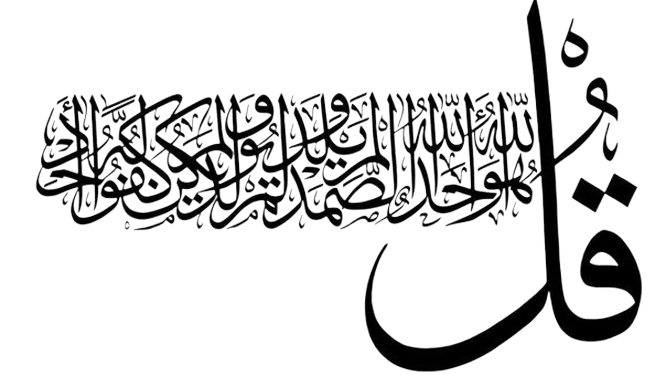 قُلْ هُوَ اللَّهُ أَحَدٌ اللَّهُ الصَّمَدُ لَمْ يَلِدْ وَلَمْ يُولَدْ وَلَمْ يَكُنْ لَهُ كُفُوًا أَحَدٌ